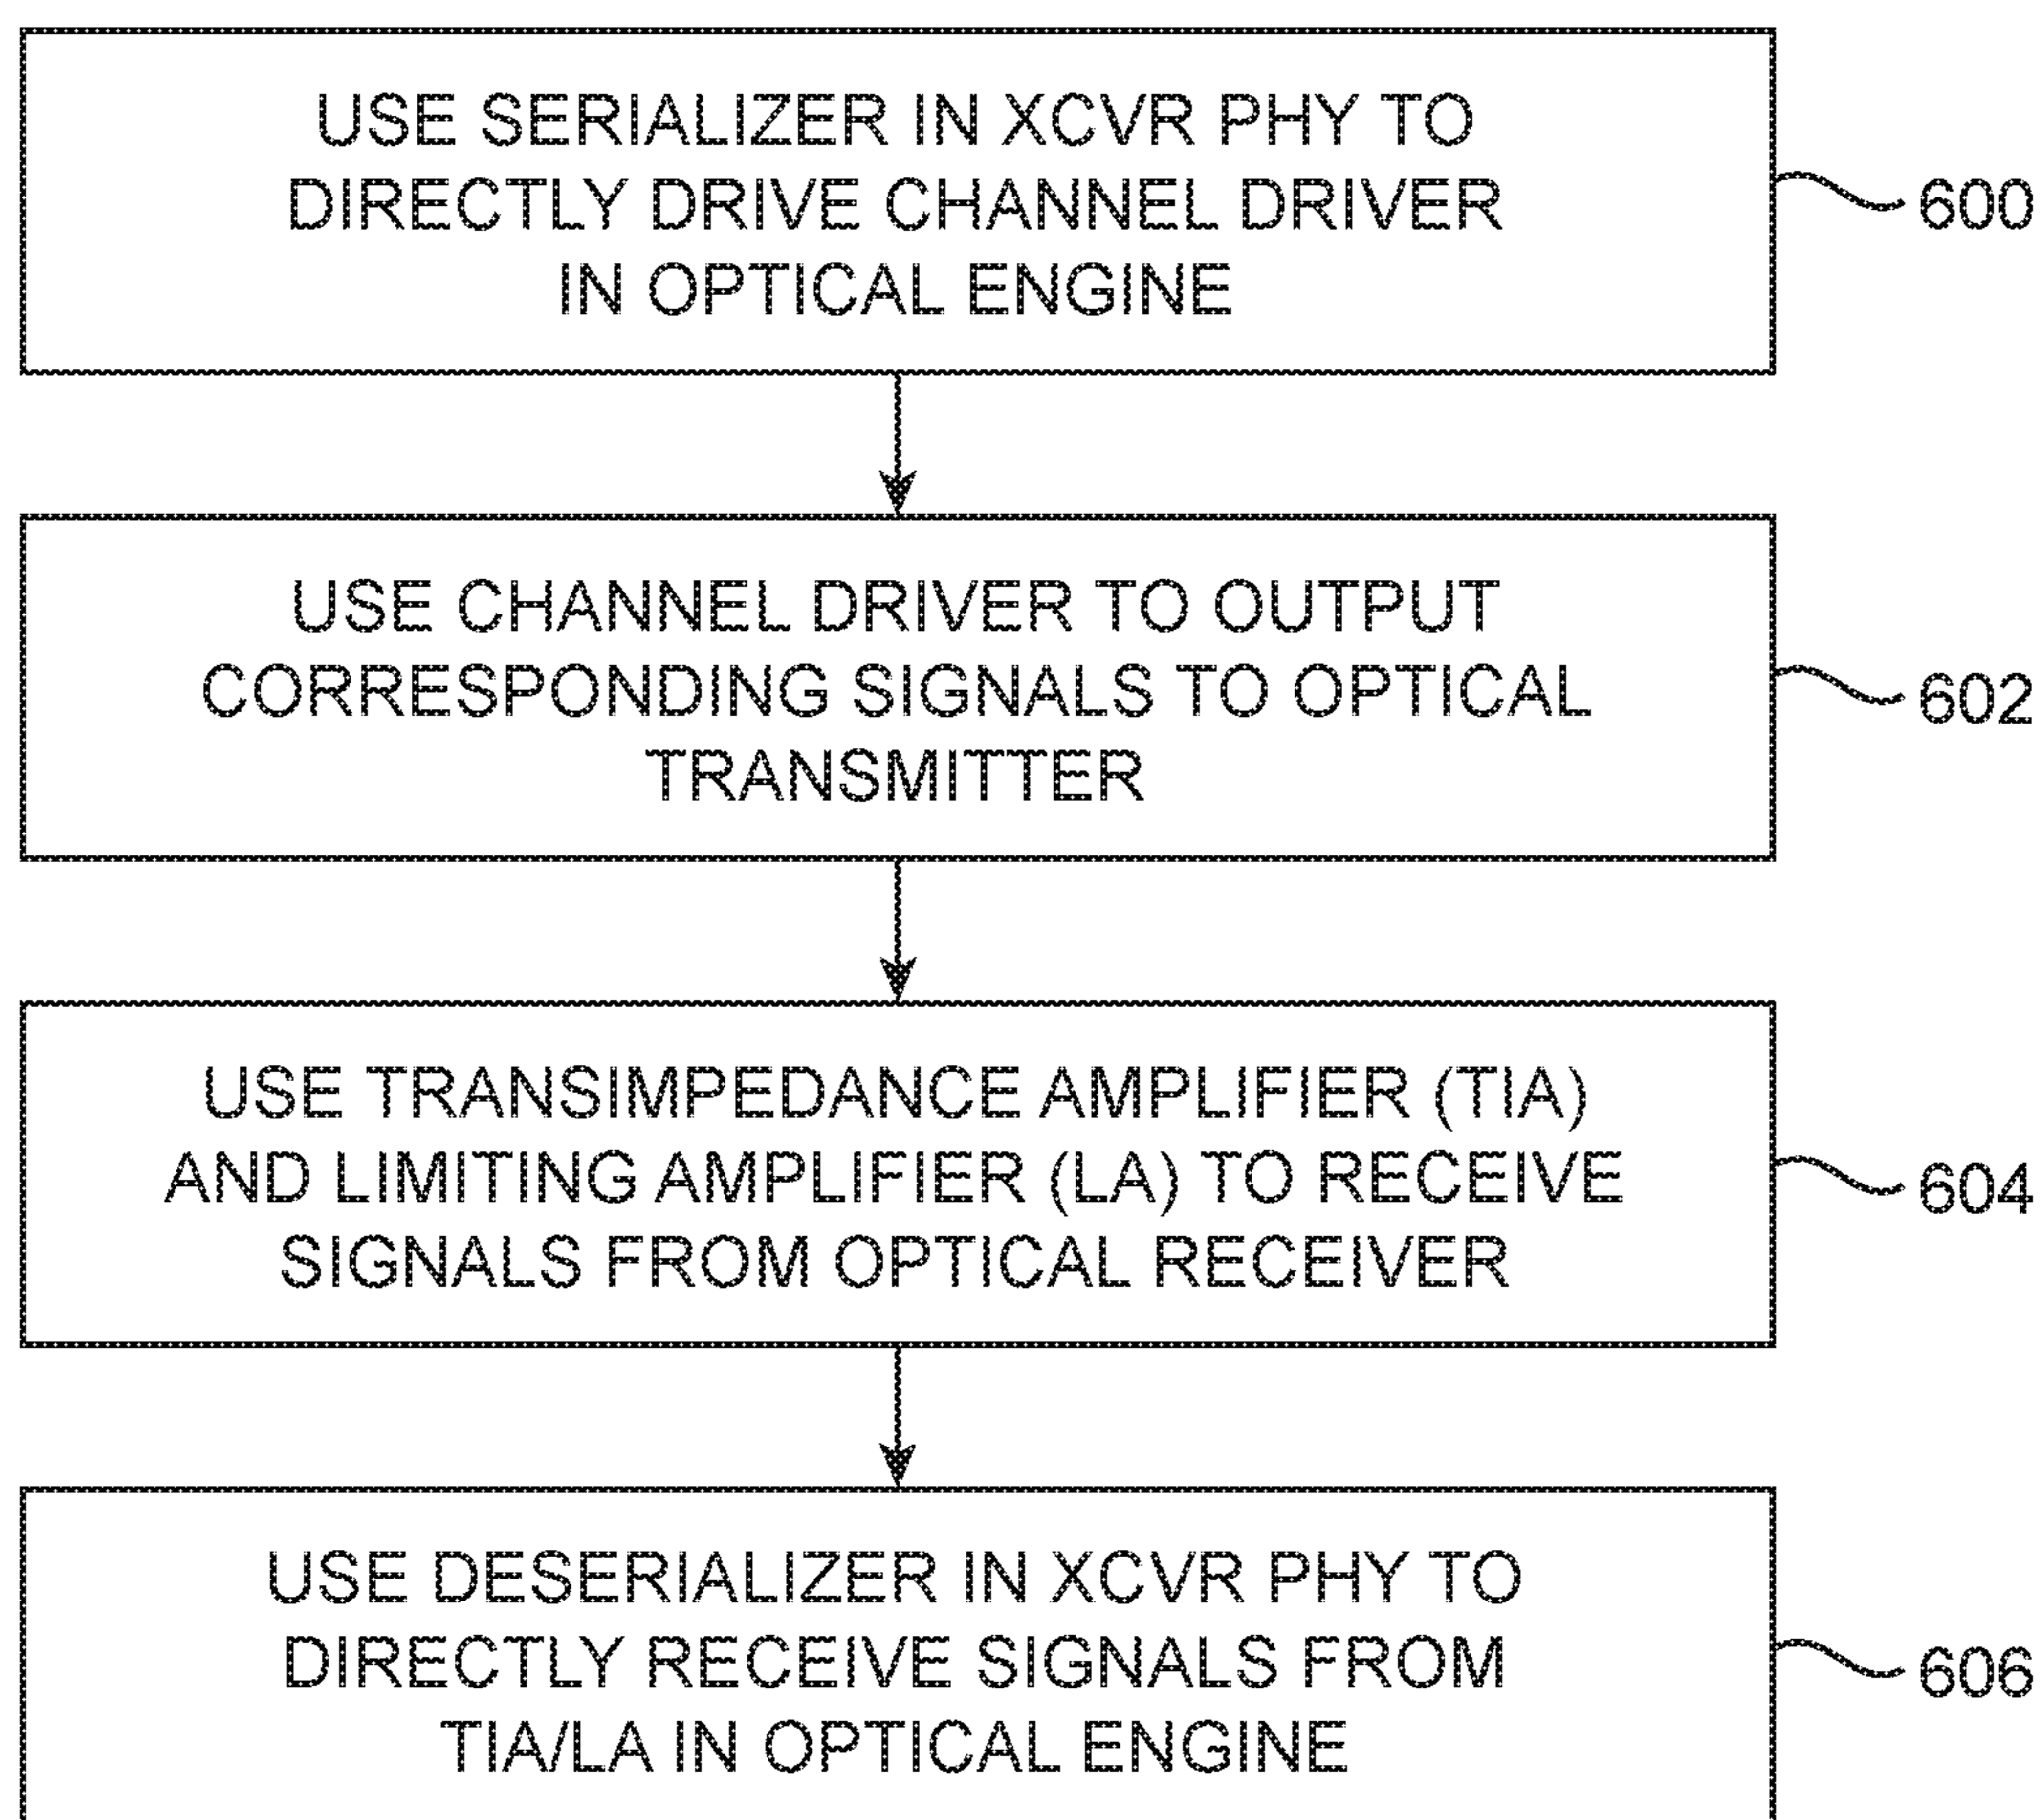 USE SERIALIZER IN XCVR PHY TO
DIRECTLY DRIVE CHANNEL DRIVER
IN OPTICAL ENGINE
600
USE CHANNEL DRIVER TO OUTPUT
CORRESPONDING SIGNALS TO OPTICAL
TRANSMITTER
602
USE TRANSIMPEDANCE AMPLIFIER (TIA)
AND LIMITING AMPLIFIER (LA) TO RECEIVE
SIGNALS FROM OPTICAL RECEIVER
604
USE DESERIALIZER IN XCVR PHY TO
DIRECTLY RECEIVE SIGNALS FROM
TIA/LA IN OPTICAL ENGINE
606